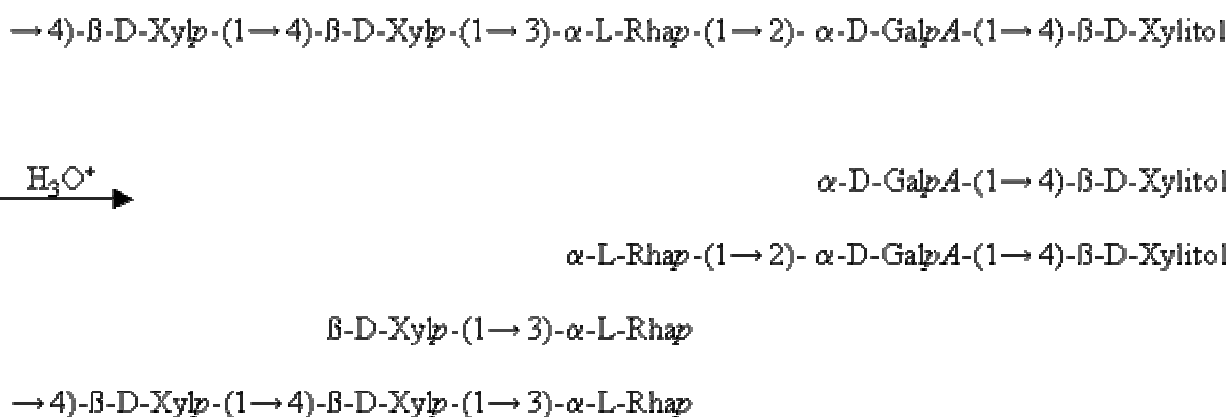 →4)-ß-D-Xylp-(1→4)-ß-D-Xylp-(1→3)-α-L-Rhap-(1→2)- α-D-GalpA-(1→4)-ß-D-Xylitol
H₃O⁺
α-D-GalpA-(1→4)-ß-D-Xylitol
α-L-Rhap-(1→2)- α-D-GalpA-(1→4)-ß-D-Xylitol
ß-D-Xylp-(1→3)-α-L-Rhap
→4)-ß-D-Xylp-(1→4)-ß-D-Xylp-(1→3)-α-L-Rhap